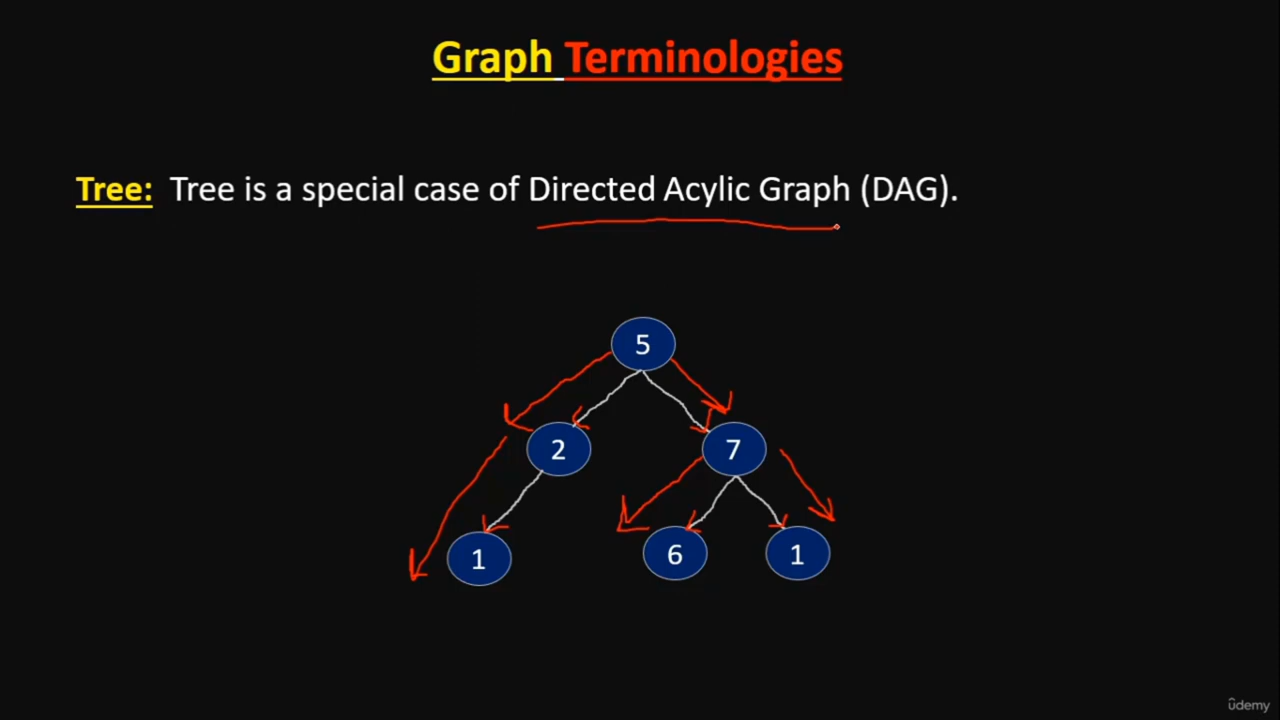 Graph Terminologies
Tree: Tree is a special case of Directed Acylic Graph (DAG).
5
2
7
1
6
1
ûdemy